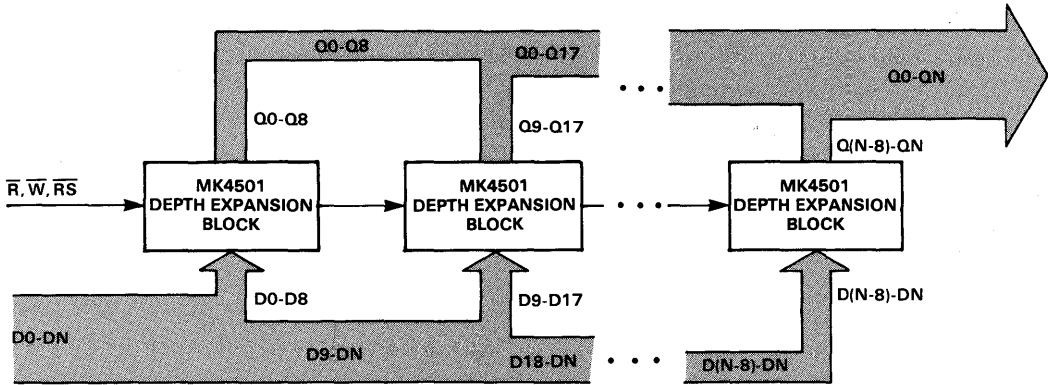 Q0-Q8
Q0-Q17
Q0-QN
• • •
Q0-Q8
Q9-Q17
Q(N-8)-QN
R̅, W̅, R̅S̅
MK4501
DEPTH EXPANSION
BLOCK
MK4501
DEPTH EXPANSION
BLOCK
• • •
MK4501
DEPTH EXPANSION
BLOCK
D0-D8
D9-D17
D(N-8)-DN
D0-DN
D9-DN
D18-DN
• • •
D(N-8)-DN